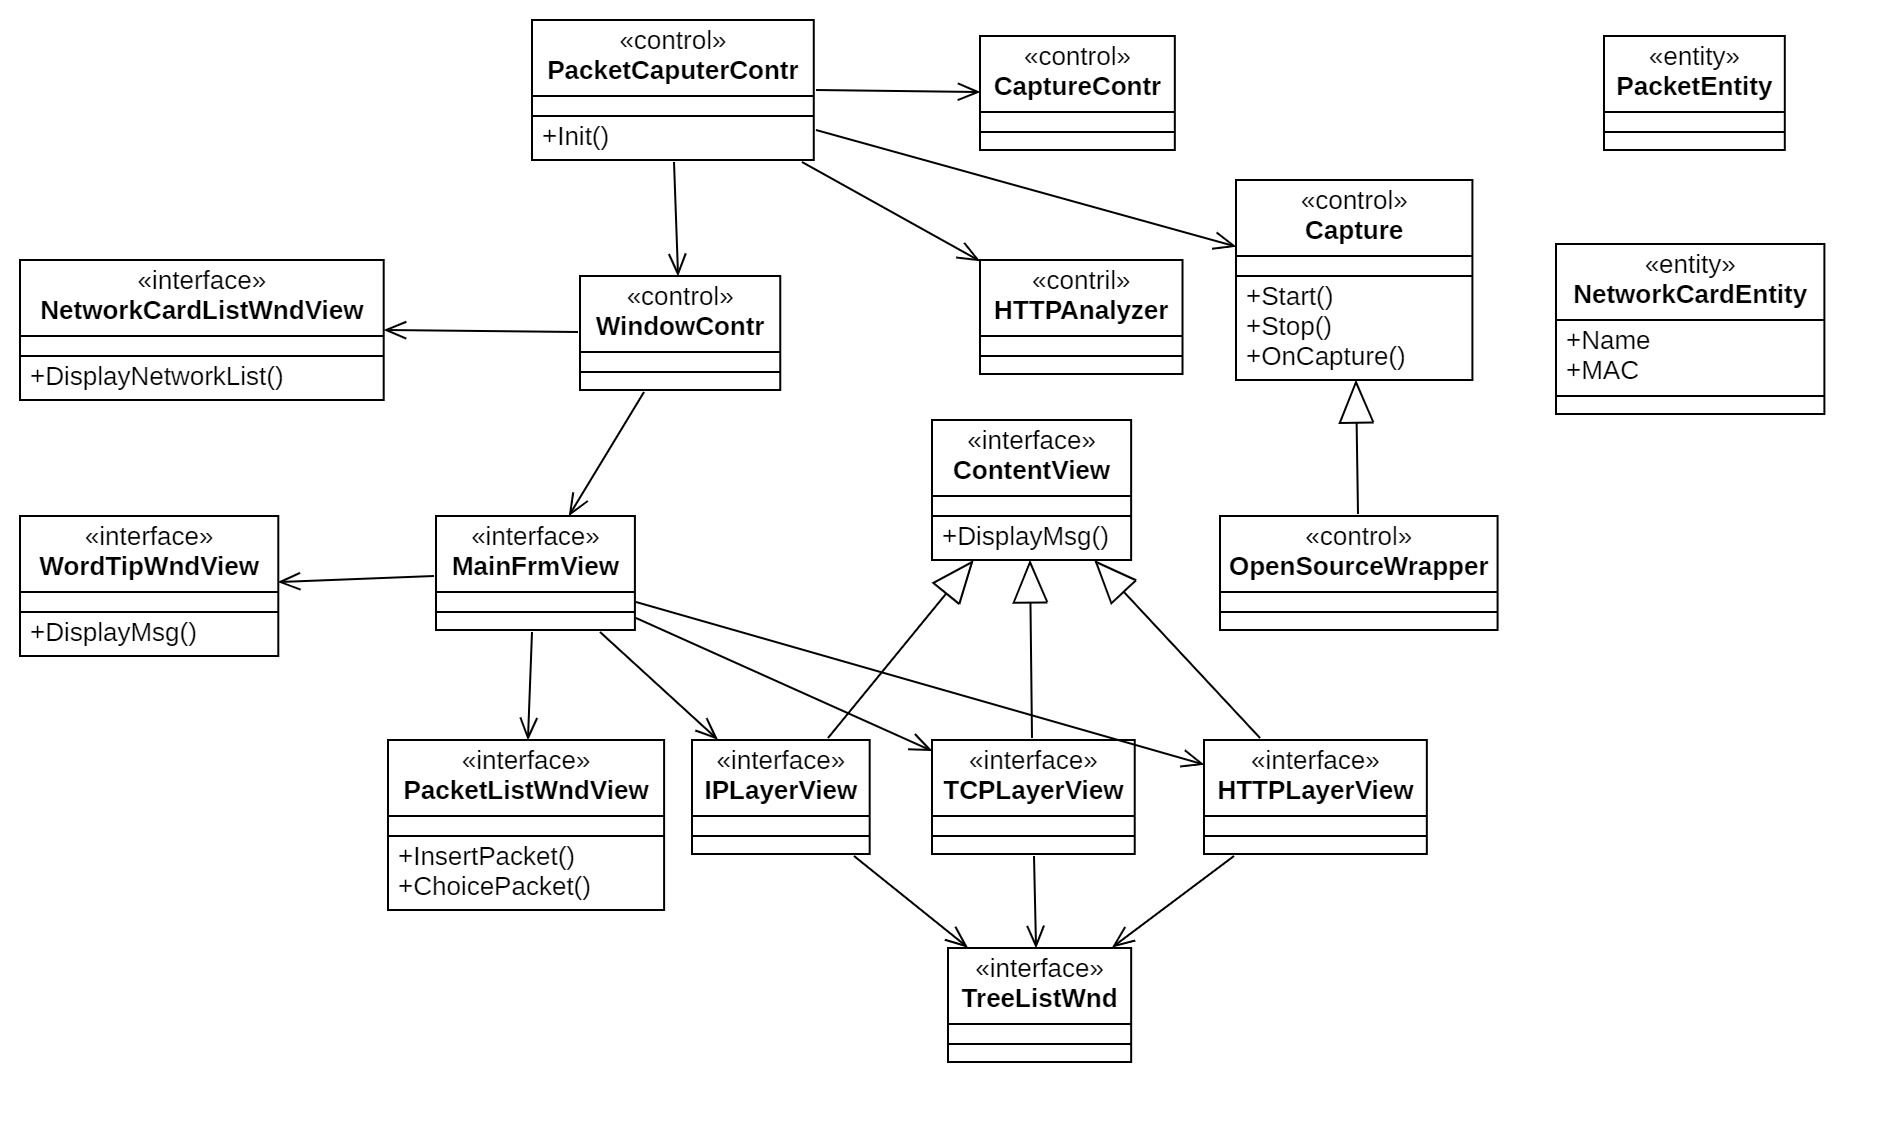 «control»
PacketCaputerContr
+Init()
«control»
CaptureContr
«entity»
PacketEntity
«control»
Capture
+Start()
+Stop()
+OnCapture()
«entity»
NetworkCardEntity
+Name
+MAC
«interface»
NetworkCardListWndView
+DisplayNetworkList()
«control»
WindowContr
«contril»
HTTPAnalyzer
«interface»
ContentView
+DisplayMsg()
«interface»
WordTipWndView
+DisplayMsg()
«interface»
MainFrmView
«control»
OpenSourceWrapper
«interface»
PacketListWndView
+InsertPacket()
+ChoicePacket()
«interface»
IPLayerView
«interface»
TCPLayerView
«interface»
HTTPLayerView
«interface»
TreeListWnd